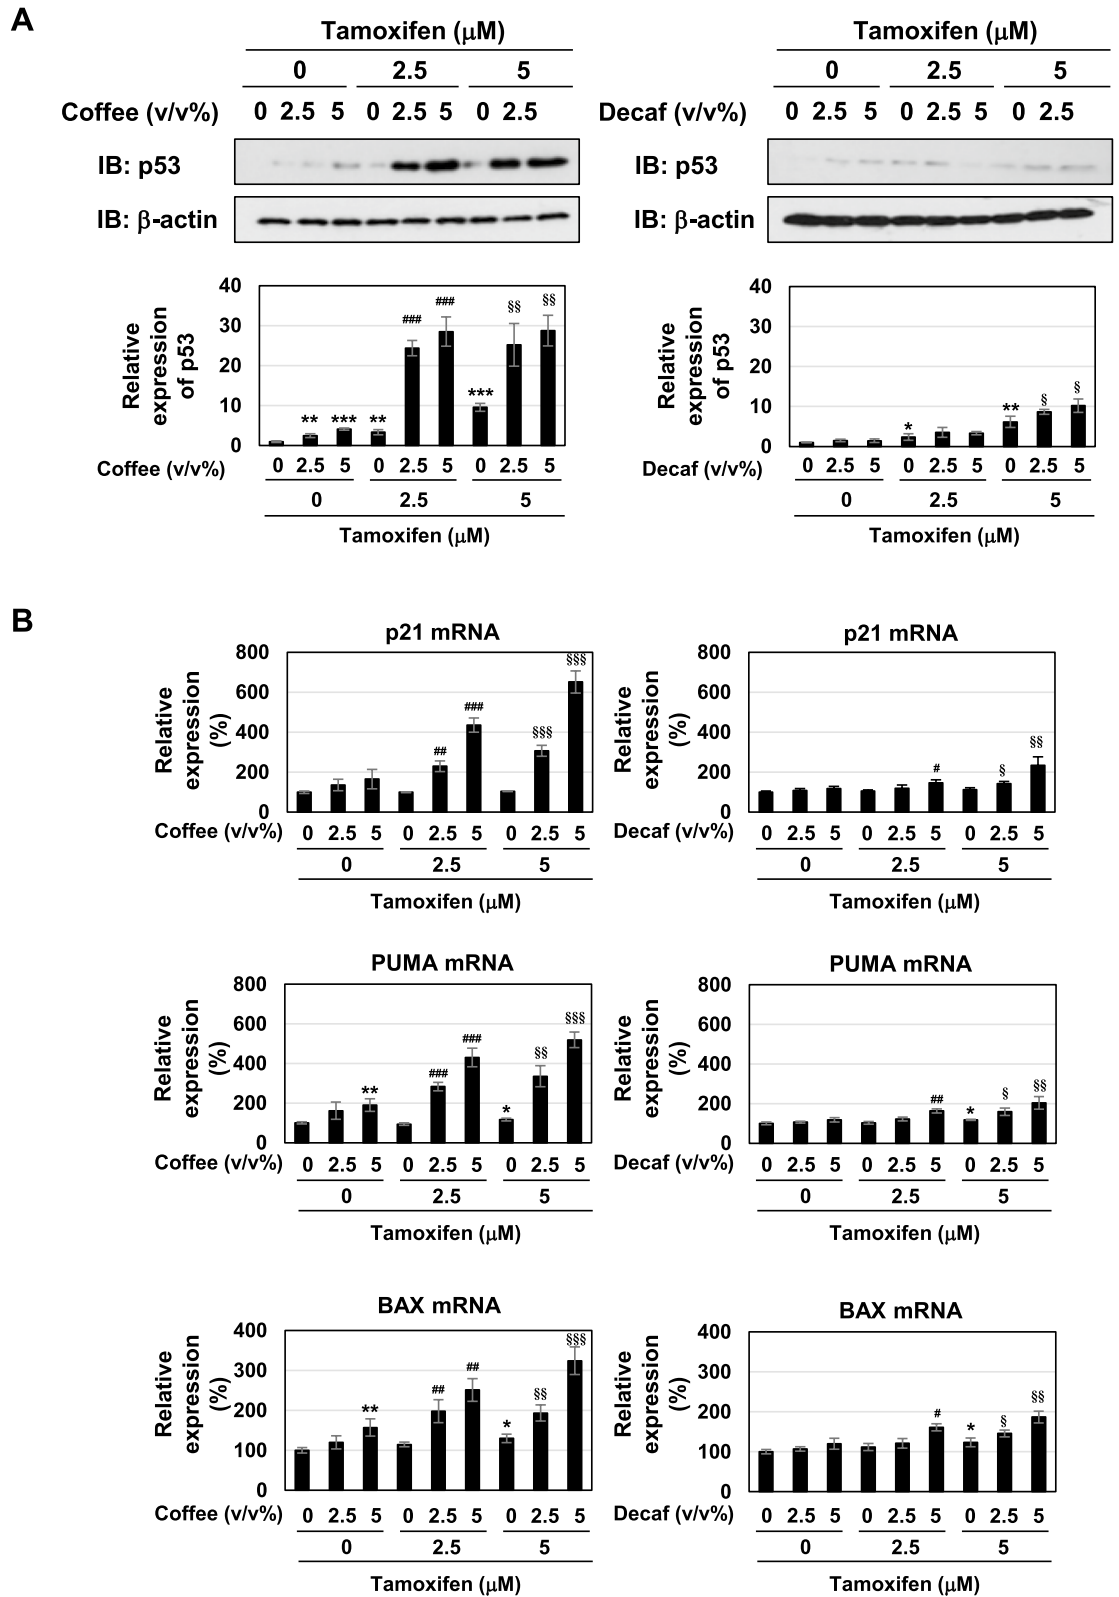 A
Tamoxifen (μM)
0 2.5 5
Coffee (v/v%) 0 2.5 5 0 2.5 5 0 2.5
IB: p53
IB: β-actin
Relative expression of p53
40
30
20
10
0
** *** ** ### ### *** §§ §§
Coffee (v/v%) 0 2.5 5 0 2.5 5 0 2.5 5
0 2.5 5
Tamoxifen (μM)
Tamoxifen (μM)
0 2.5 5
Decaf (v/v%) 0 2.5 5 0 2.5 5 0 2.5
IB: p53
IB: β-actin
Relative expression of p53
40
30
20
10
0
* ** § §
Decaf (v/v%) 0 2.5 5 0 2.5 5 0 2.5 5
0 2.5 5
Tamoxifen (μM)
B
p21 mRNA
Relative expression (%)
800
600
400
200
0
## ### §§§ §§§
Coffee (v/v%) 0 2.5 5 0 2.5 5 0 2.5 5
0 2.5 5
Tamoxifen (μM)
p21 mRNA
Relative expression (%)
800
600
400
200
0
# § §§
Decaf (v/v%) 0 2.5 5 0 2.5 5 0 2.5 5
0 2.5 5
Tamoxifen (μM)
PUMA mRNA
Relative expression (%)
800
600
400
200
0
** ### ### * §§ §§§
Coffee (v/v%) 0 2.5 5 0 2.5 5 0 2.5 5
0 2.5 5
Tamoxifen (μM)
PUMA mRNA
Relative expression (%)
800
600
400
200
0
## * § §§
Decaf (v/v%) 0 2.5 5 0 2.5 5 0 2.5 5
0 2.5 5
Tamoxifen (μM)
BAX mRNA
Relative expression (%)
400
300
200
100
0
** ## ## * §§ §§§
Coffee (v/v%) 0 2.5 5 0 2.5 5 0 2.5 5
0 2.5 5
Tamoxifen (μM)
BAX mRNA
Relative expression (%)
400
300
200
100
0
# * § §§
Decaf (v/v%) 0 2.5 5 0 2.5 5 0 2.5 5
0 2.5 5
Tamoxifen (μM)